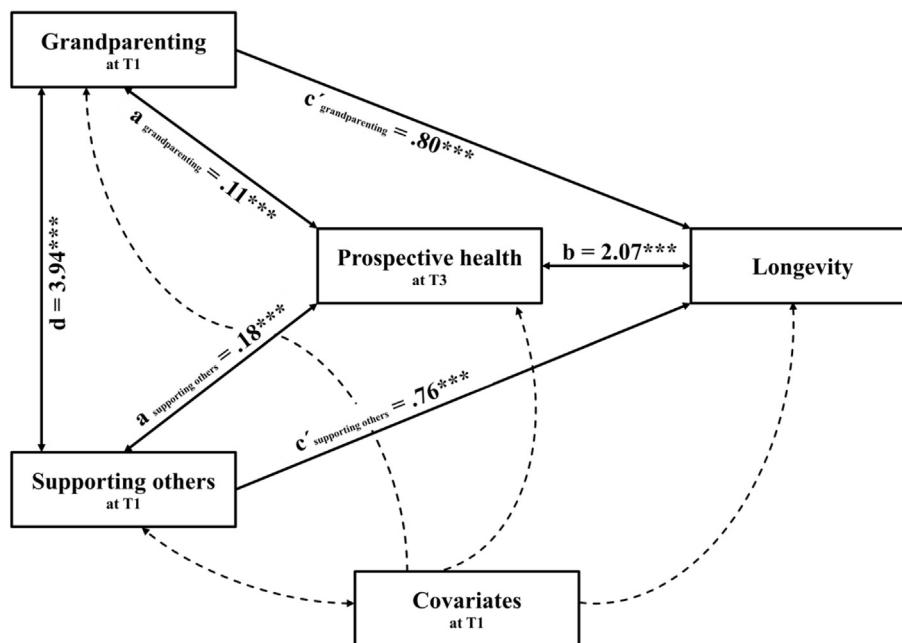 Grandparenting
at T1
c´grandparenting = .80***
a grandparenting = .11***
d = 3.94***
Prospective health
at T3
b = 2.07***
Longevity
a supporting others = .18***
c´supporting others = .76***
Supporting others
at T1
Covariates
at T1